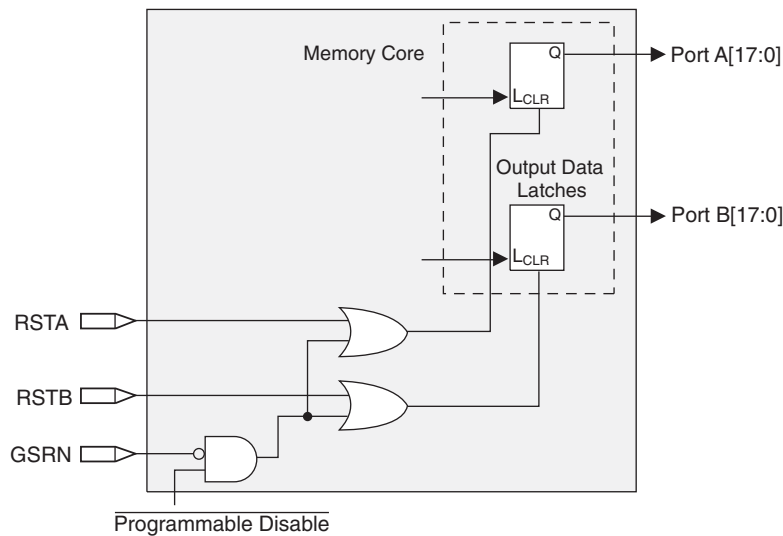 Memory Core
Q
Port A[17:0]
LCLR
Output Data
Latches
Q
Port B[17:0]
LCLR
RSTA
RSTB
GSRN
Programmable Disable